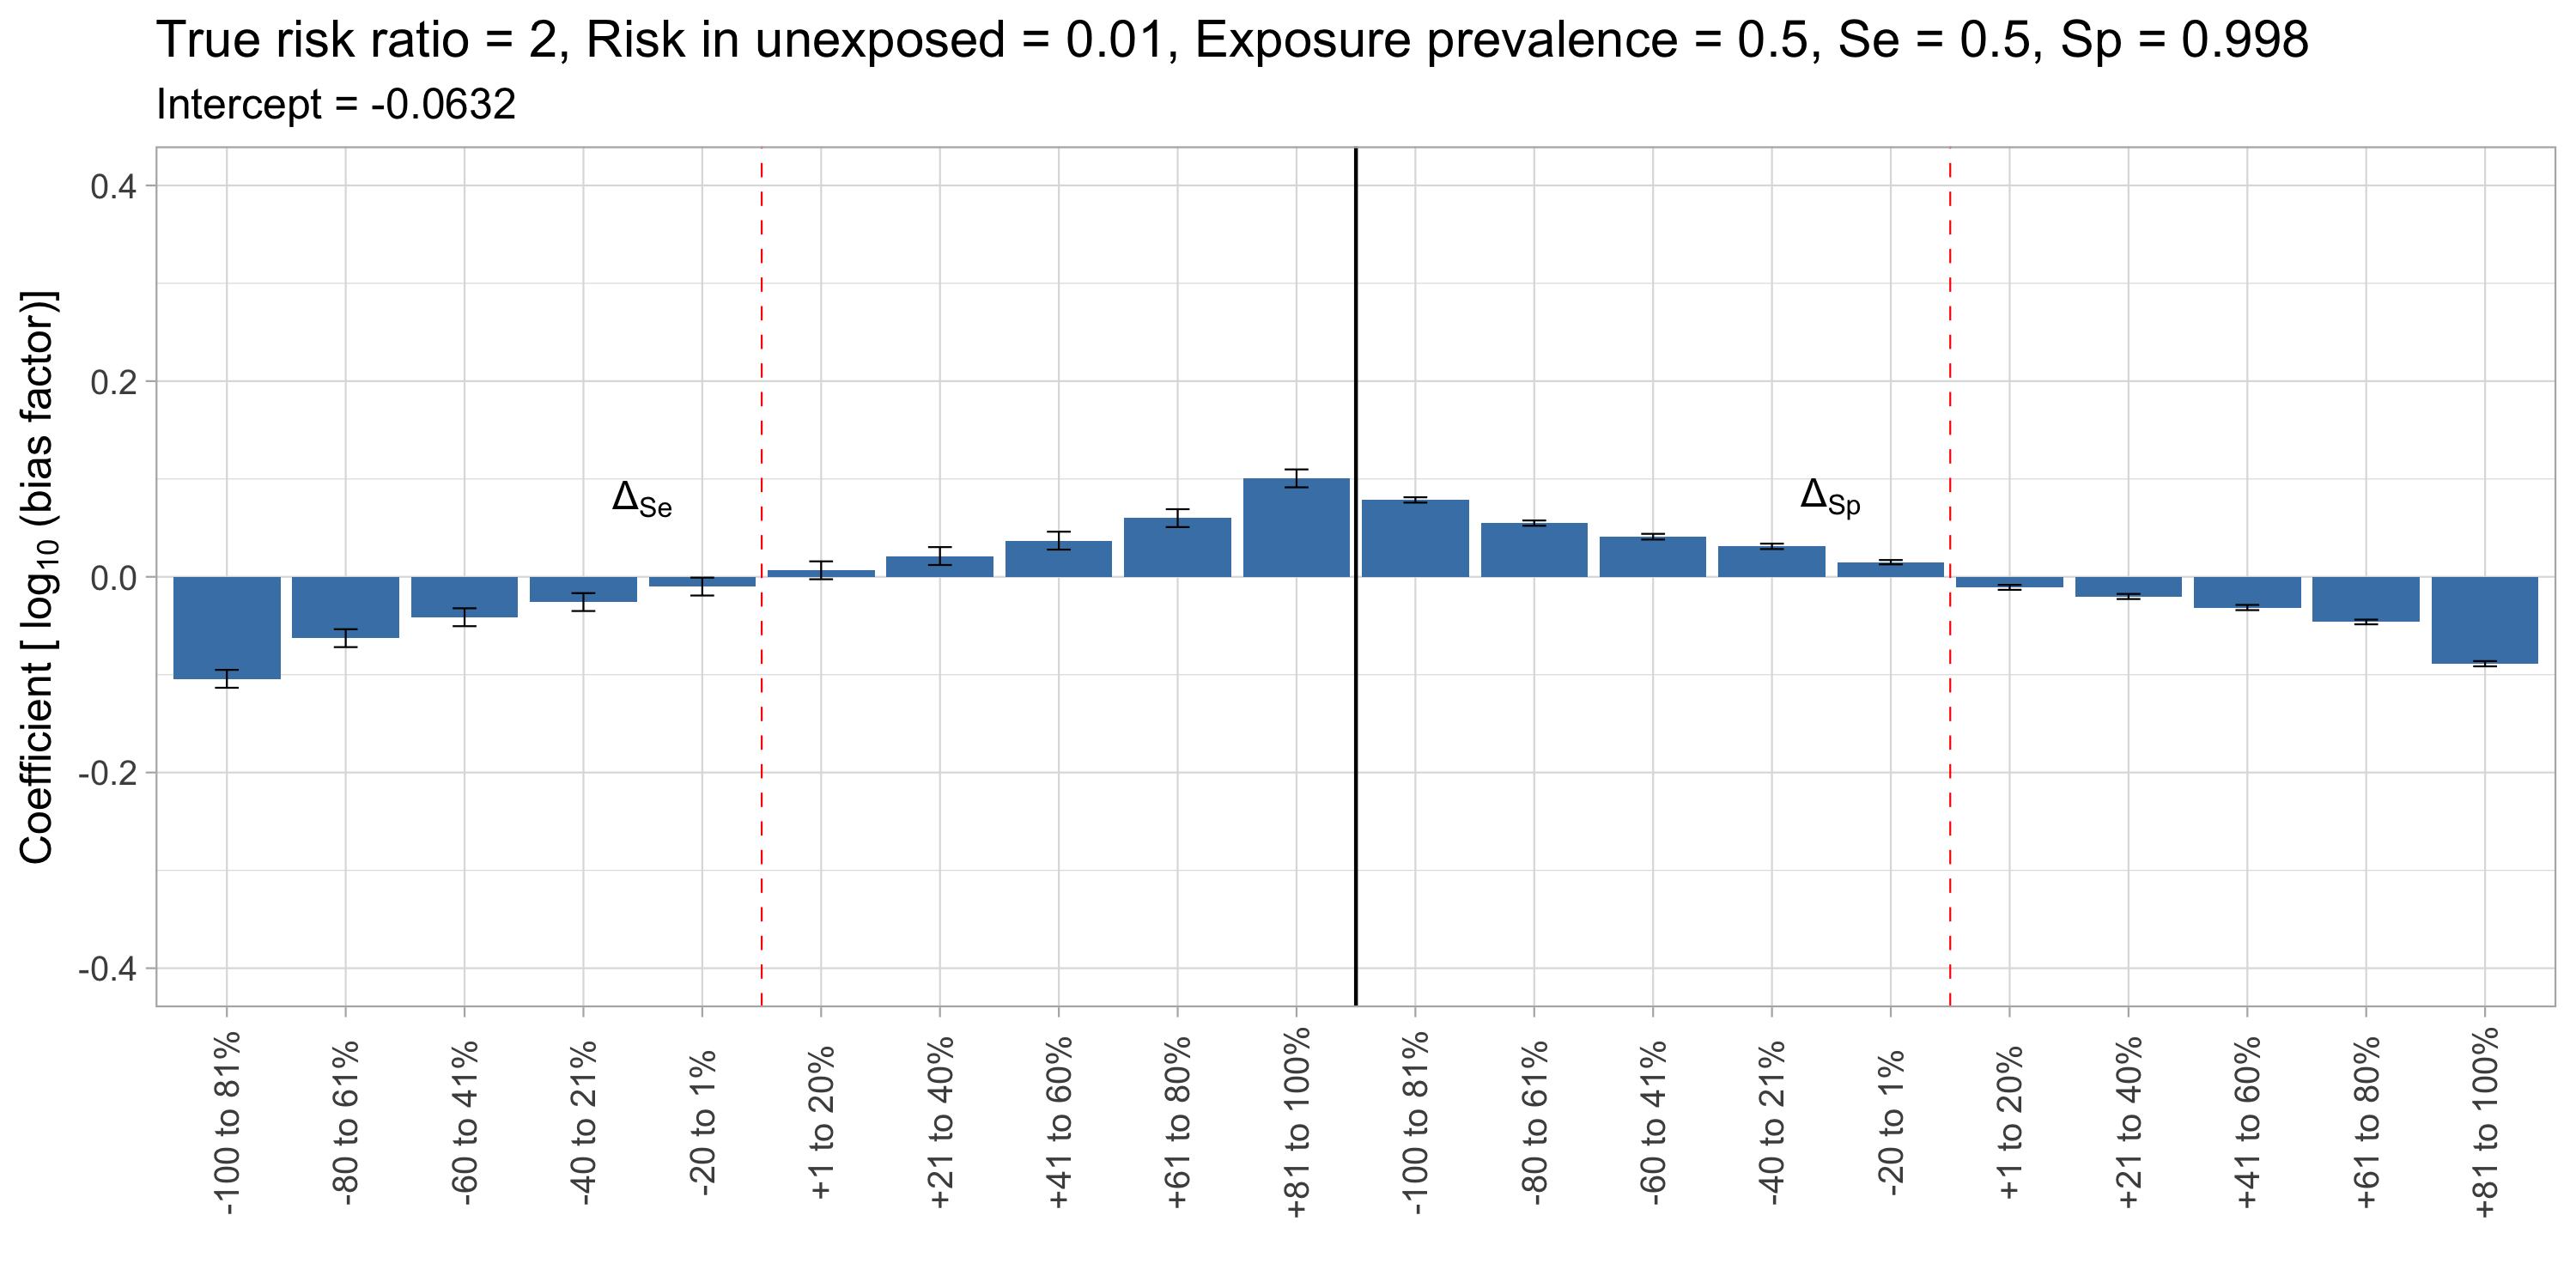 True risk ratio = 2, Risk in unexposed = 0.01, Exposure prevalence = 0.5, Se = 0.5, Sp = 0.998
Intercept = -0.0632
Coefficient [ log10 (bias factor)]
0.4
0.2
0.0
-0.2
-0.4
ΔSe
ΔSp
-100 to 81%
-80 to 61%
-60 to 41%
-40 to 21%
-20 to 1%
+1 to 20%
+21 to 40%
+41 to 60%
+61 to 80%
+81 to 100%
-100 to 81%
-80 to 61%
-60 to 41%
-40 to 21%
-20 to 1%
+1 to 20%
+21 to 40%
+41 to 60%
+61 to 80%
+81 to 100%